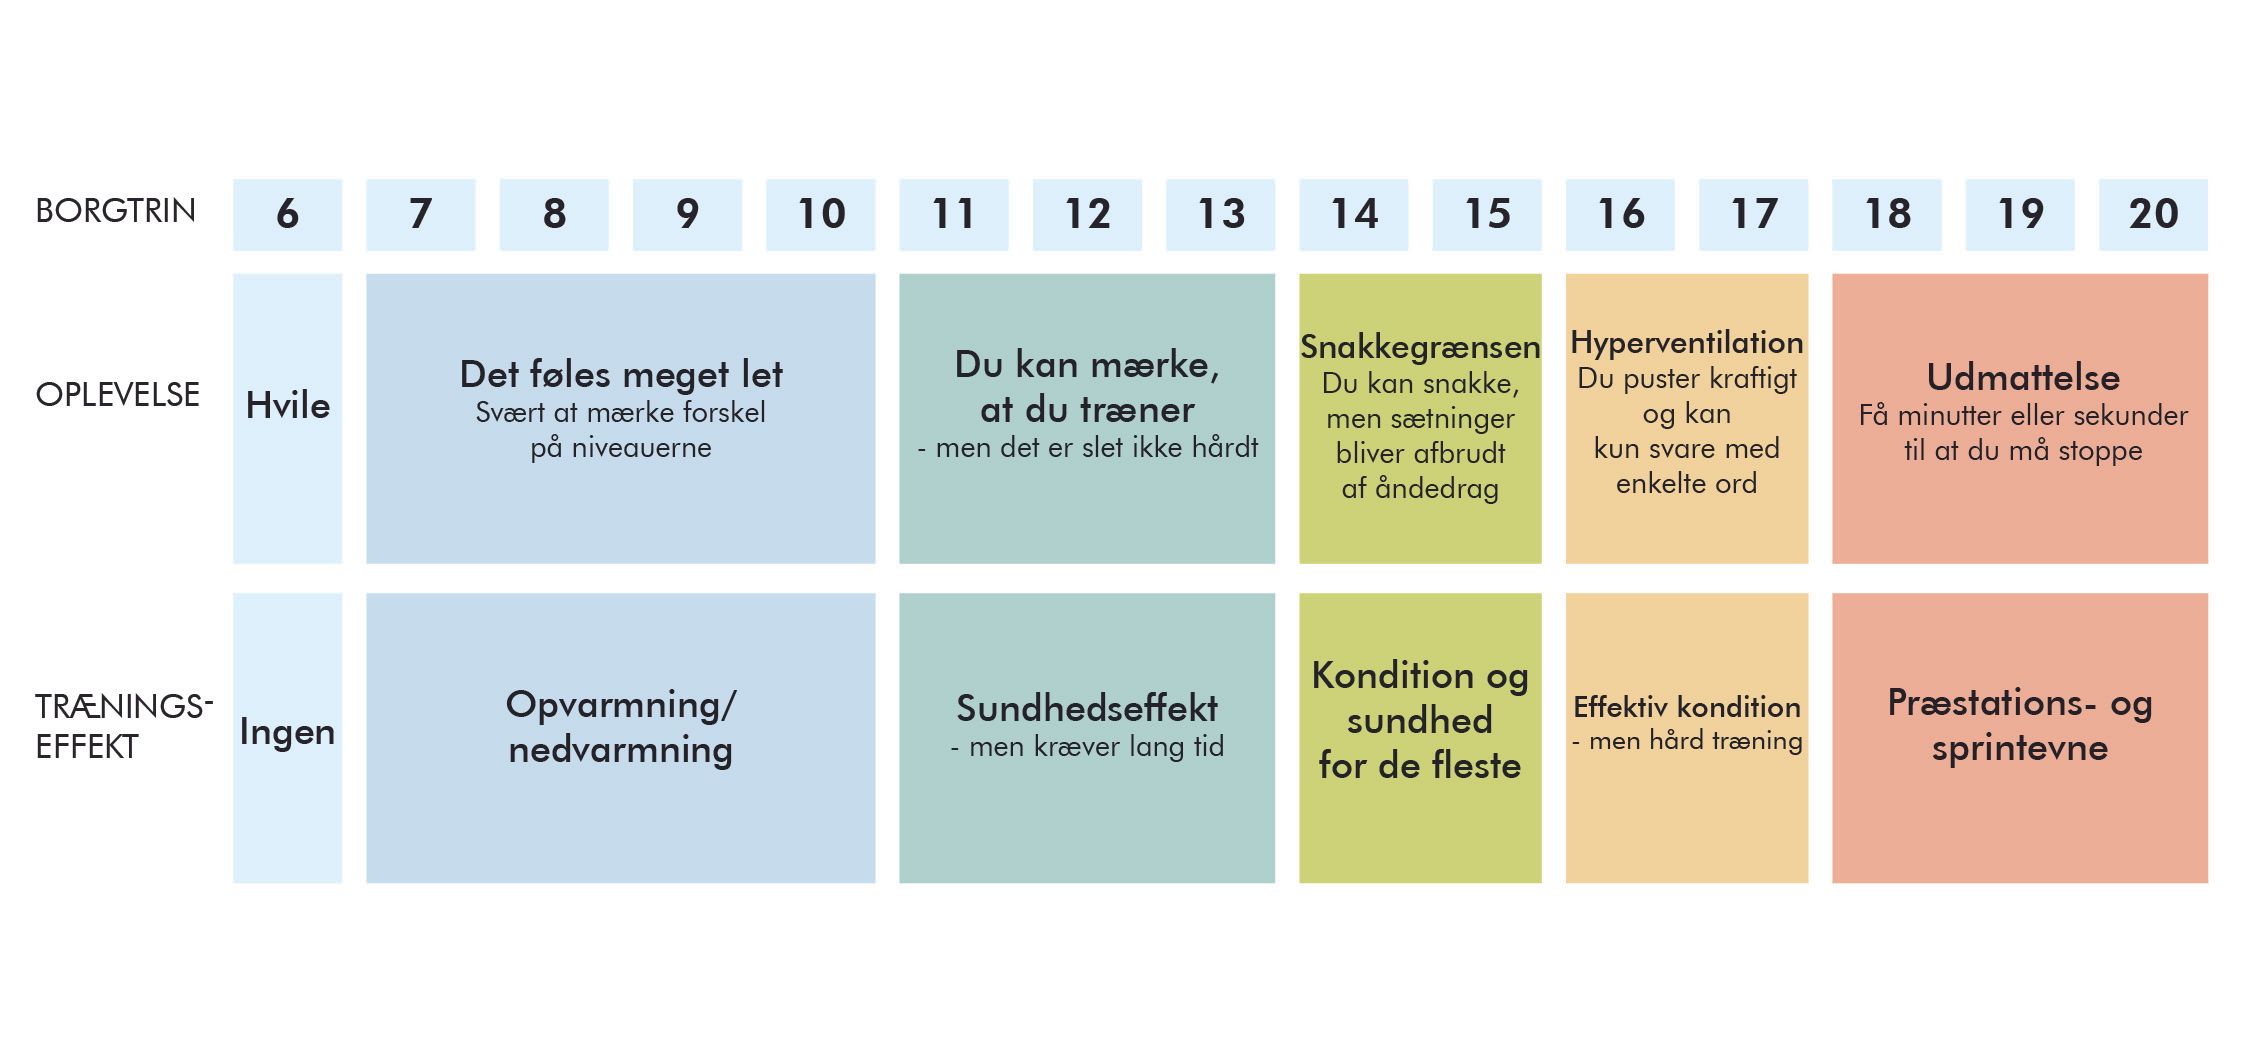 BORGTRIN 6 7 8 9 10 11 12 13 14 15 16 17 18 19 20
OPLEVELSE
Hvile
Det føles meget let
Svært at mærke forskel
på niveauerne
Du kan mærke,
at du træner
- men det er slet ikke hårdt
Snakkegrænsen
Du kan snakke,
men sætninger
bliver afbrudt
af åndedrag
Hyperventilation
Du puster kraftigt
og kan
kun svare med
enkelte ord
Udmattelse
Få minutter eller sekunder
til at du må stoppe
TRÆNINGS-
EFFEKT
Ingen
Opvarmning/
nedvarmning
Sundhedseffekt
- men kræver lang tid
Kondition og
sundhed
for de fleste
Effektiv kondition
- men hård træning
Præstations- og
sprintevne